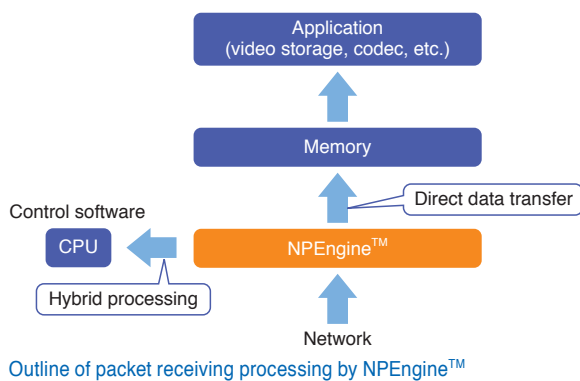 Application
(video storage, codec, etc.)
Memory
Direct data transfer
Control software
CPU
NPEngine™
Hybrid processing
Network
Outline of packet receiving processing by NPEngine™